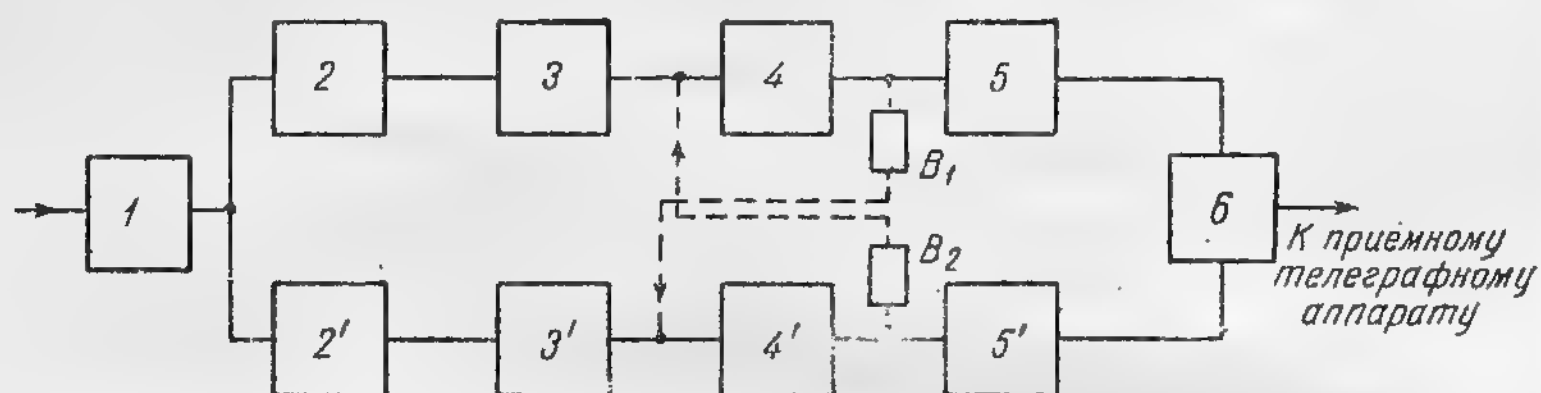 2
3
4
5
B₁
1
6
К приёмному
телеграфному
аппарату
B₂
2'
3'
4'
5'